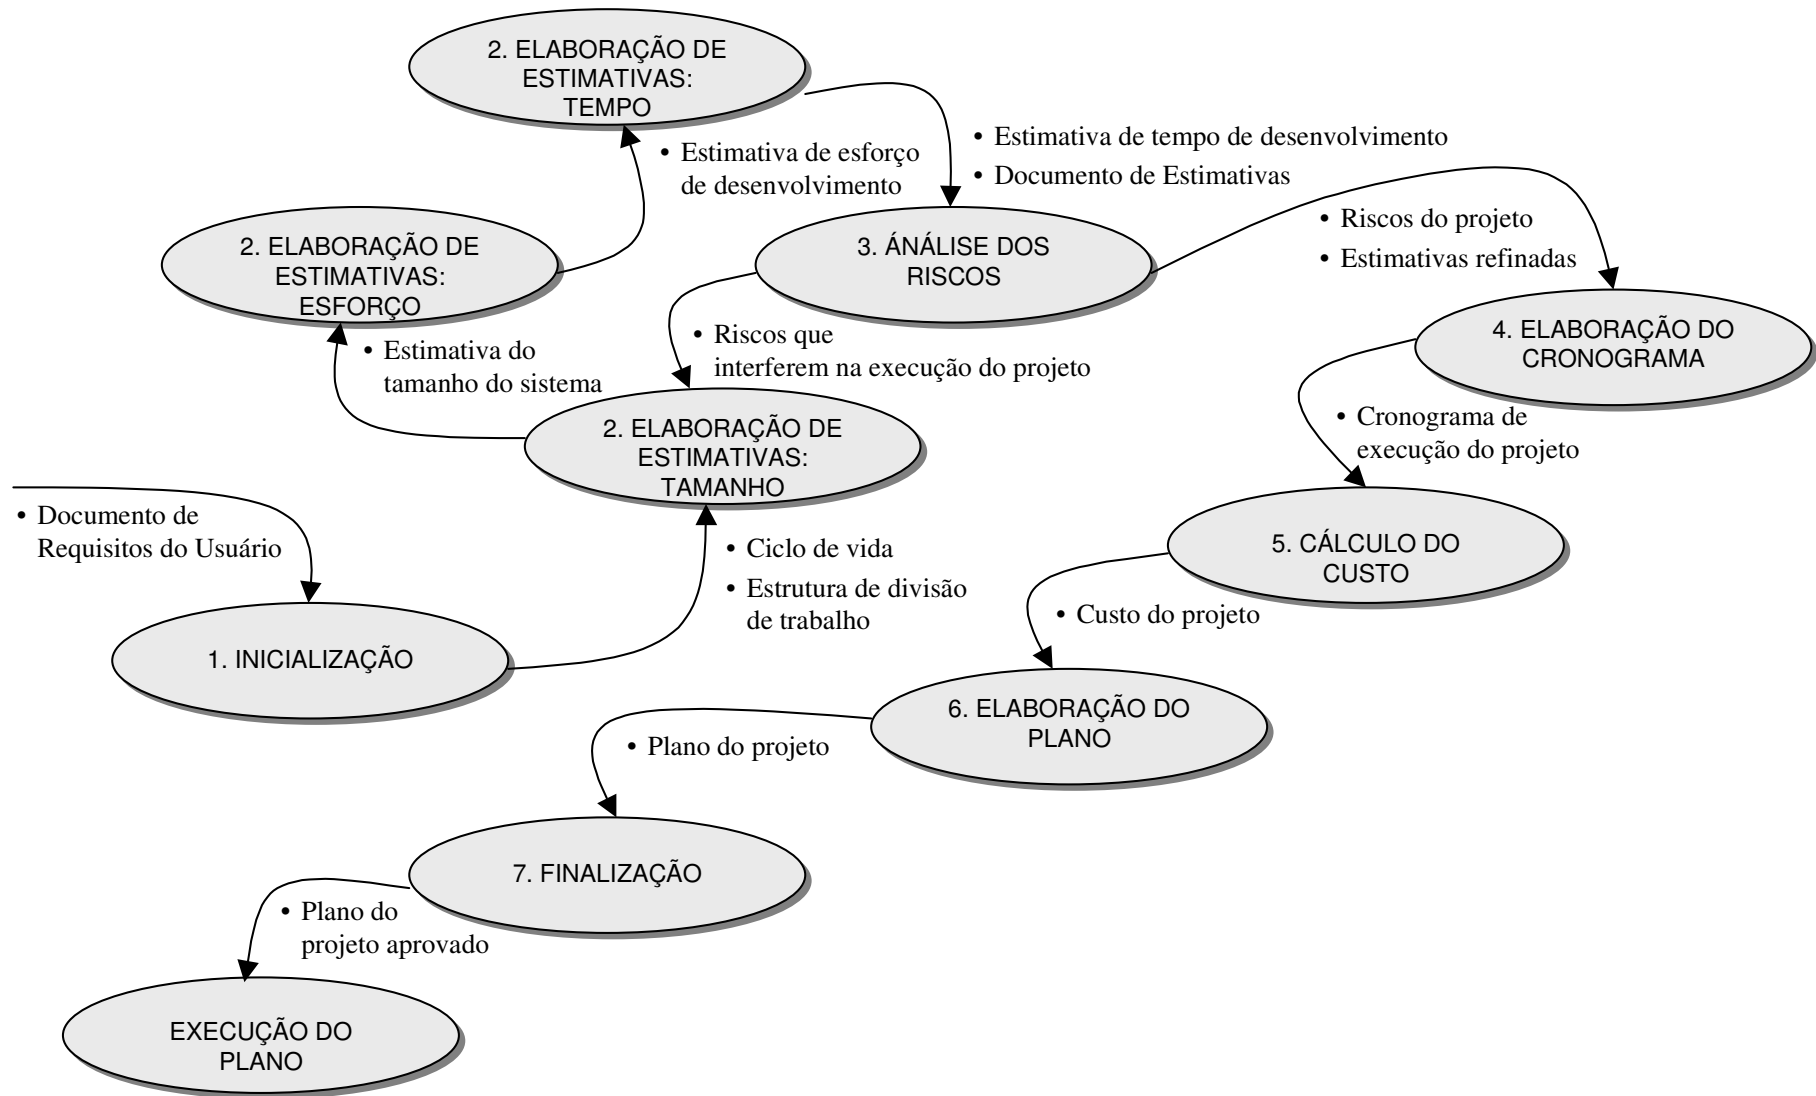 2. ELABORAÇÃO DE
ESTIMATIVAS:
TEMPO
• Estimativa de esforço
de desenvolvimento
• Estimativa de tempo de desenvolvimento
• Documento de Estimativas
2. ELABORAÇÃO DE
ESTIMATIVAS:
ESFORÇO
3. ÁNÁLISE DOS
RISCOS
• Riscos do projeto
• Estimativas refinadas
• Estimativa do
tamanho do sistema
• Riscos que
interferem na execução do projeto
4. ELABORAÇÃO DO
CRONOGRAMA
2. ELABORAÇÃO DE
ESTIMATIVAS:
TAMANHO
• Cronograma de
execução do projeto
• Documento de
Requisitos do Usuário
• Ciclo de vida
• Estrutura de divisão
de trabalho
5. CÁLCULO DO
CUSTO
1. INICIALIZAÇÃO
• Custo do projeto
6. ELABORAÇÃO DO
PLANO
• Plano do projeto
7. FINALIZAÇÃO
• Plano do
projeto aprovado
EXECUÇÃO DO
PLANO